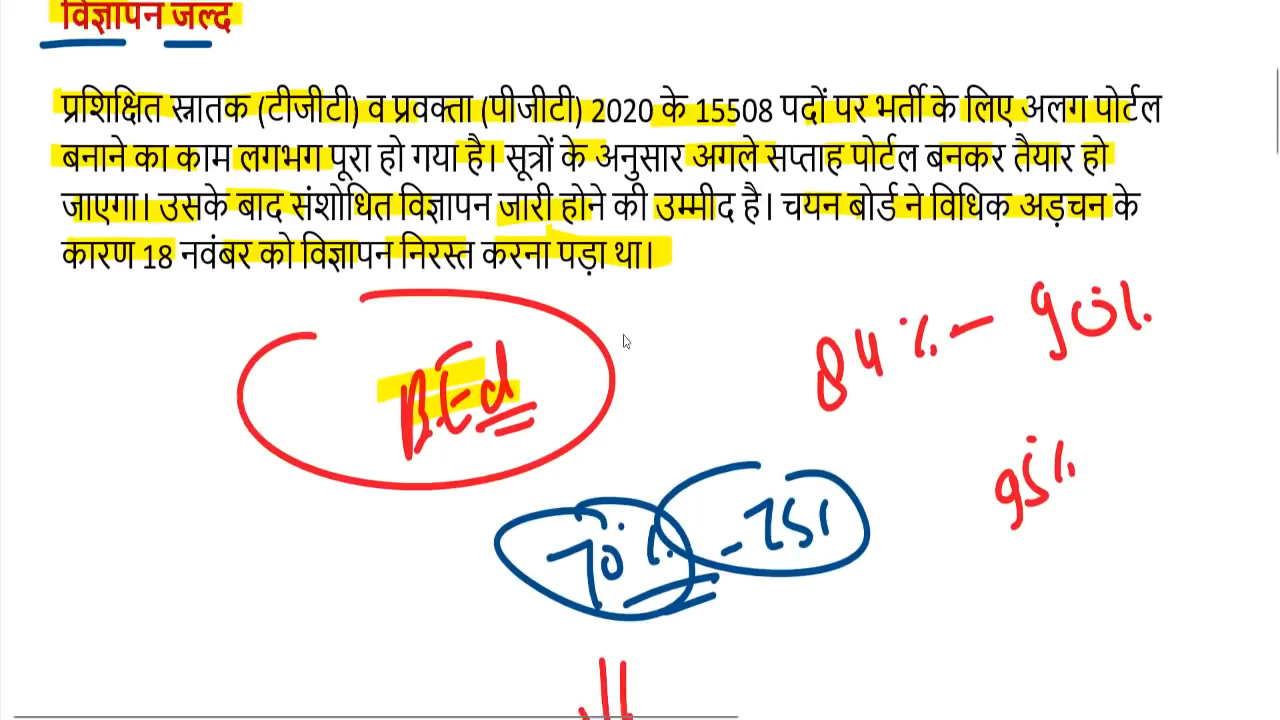 विज्ञापन जल्द
प्रशिक्षित स्नातक (टीजीटी) व प्रवक्ता (पीजीटी) 2020 के 15508 पदों पर भर्ती के लिए अलग पोर्टल
बनाने का काम लगभग पूरा हो गया है। सूत्रों के अनुसार अगले सप्ताह पोर्टल बनकर तैयार हो
जाएगा। उसके बाद संशोधित विज्ञापन जारी होने की उम्मीद है। चयन बोर्ड ने विधिक अड़चन के
कारण 18 नवंबर को विज्ञापन निरस्त करना पड़ा था।
84% - 90%
BEd
95%
70% - 75%